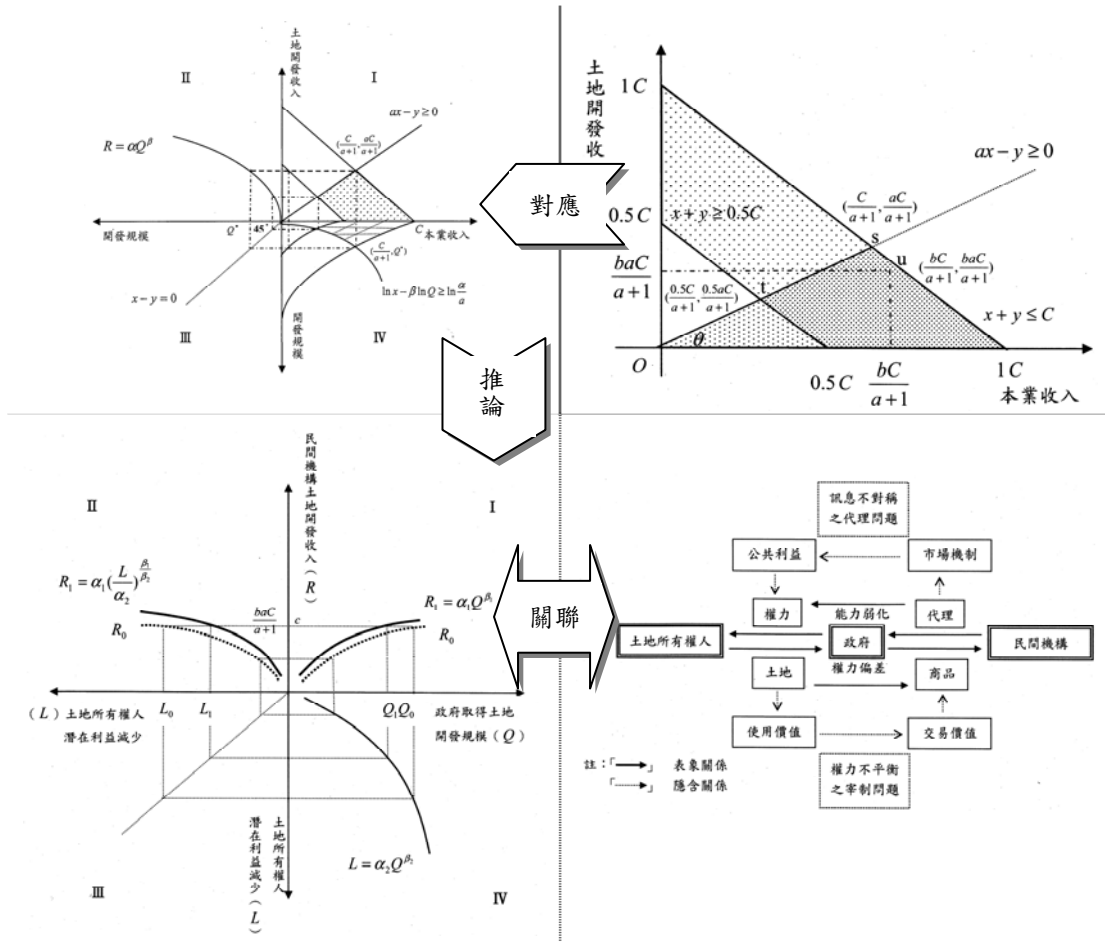 土地開發收入
II
I
ax − y ≥ 0
R = αQ^β
(C/(a+1), aC/(a+1))
開發規模
Q*
45°
C
本業收入
(C/(a+1), Q*)
x − y = 0
ln x − β ln Q ≥ ln α/a
III
開發規模
IV
對應
土地開發收
1C
ax − y ≥ 0
(C/(a+1), aC/(a+1))
0.5C
x + y ≥ 0.5C
s
u
baC/(a+1)
(bC/(a+1), baC/(a+1))
(0.5C/(a+1), 0.5aC/(a+1))
t
x + y ≤ C
θ
O
0.5C
bC/(a+1)
1C
本業收入
推論
民間機構土地開發收入(R)
II
I
R₁ = α₁(L/α₂)^(β₁/β₂)
R₀
baC/(a+1)
c
R₁ = α₁Q^β₁
R₀
(L)土地所有權人
潛在利益減少
L₀
L₁
Q₁Q₀
政府取得土地
開發規模(Q)
土地所有權人
潛在利益減少(L)
L = α₂Q^β₂
III
IV
關聯
訊息不對稱
之代理問題
公共利益
市場機制
權力
能力弱化
代理
土地所有權人
政府
民間機構
土地
權力偏差
商品
使用價值
交易價值
註:「→」 表象關係
「→」 隱含關係
權力不平衡
之宰制問題